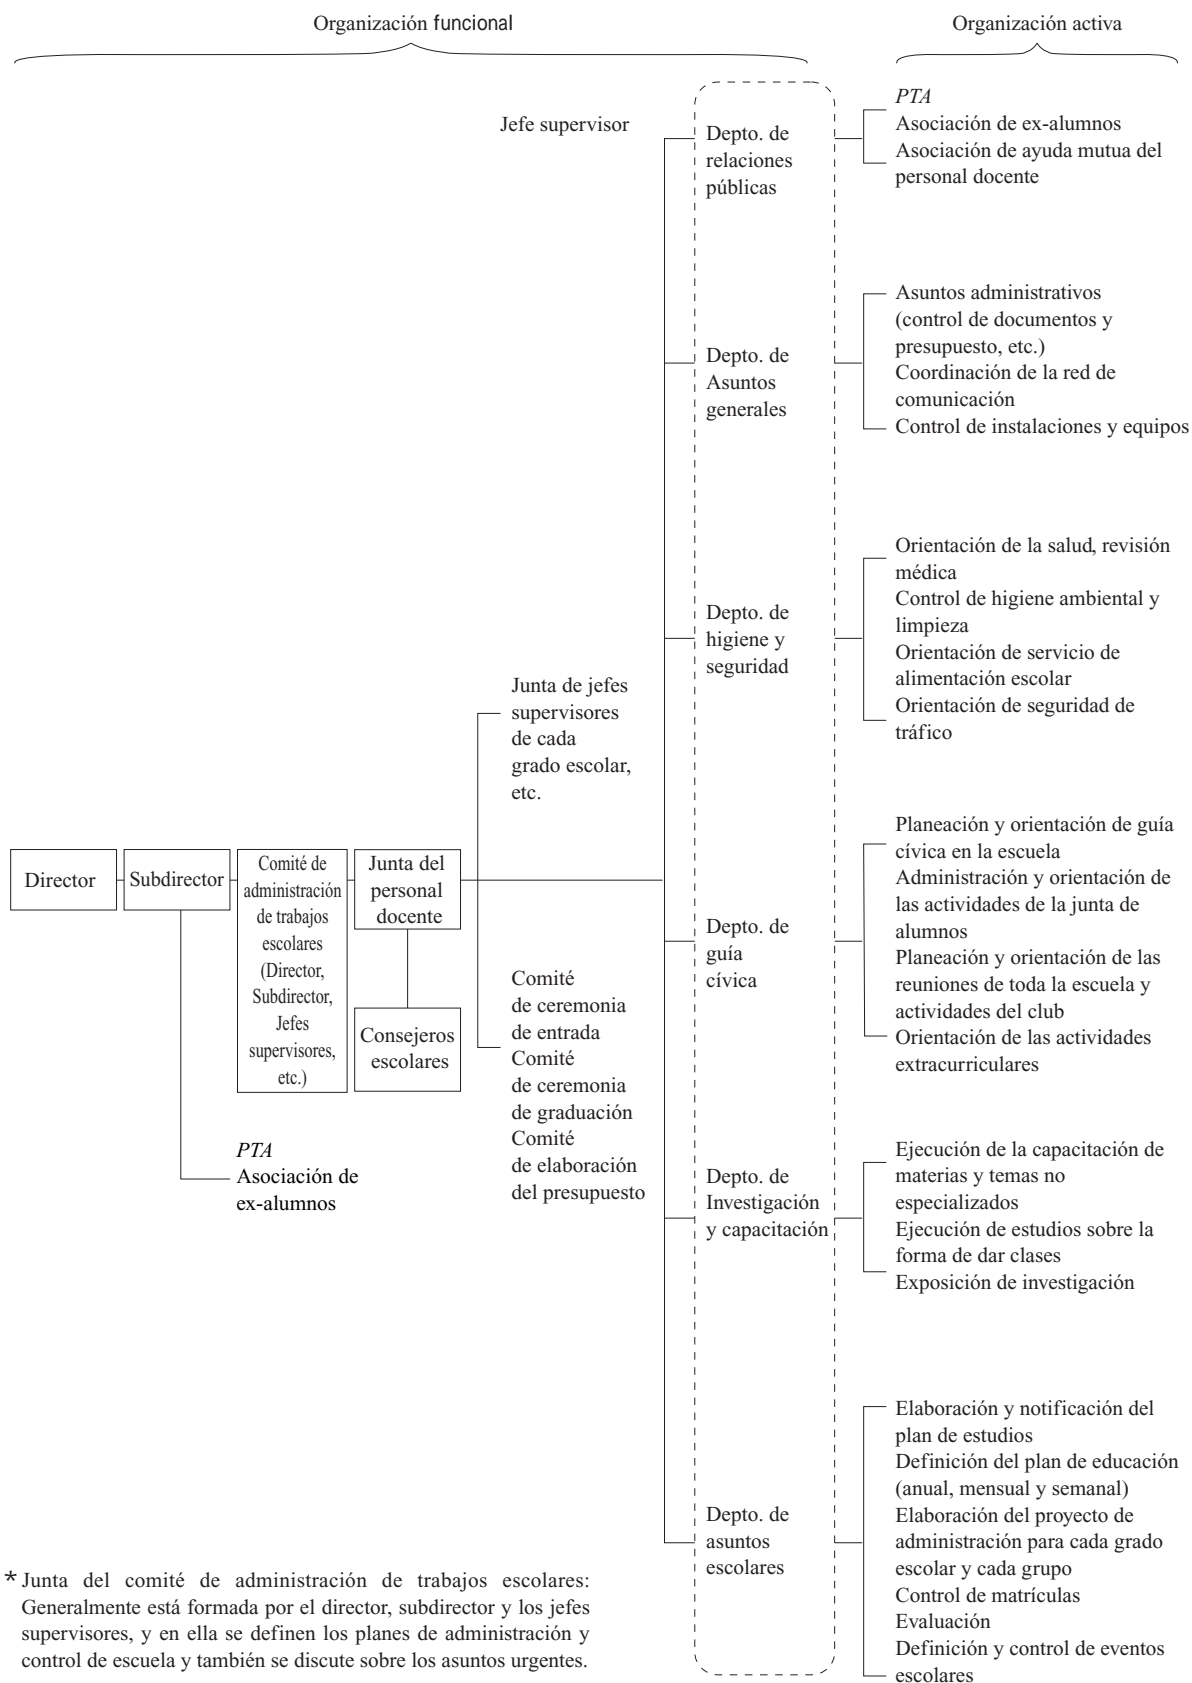 Organización funcional
Organización activa
Jefe supervisor
Depto. de
relaciones
públicas
PTA
Asociación de ex-alumnos
Asociación de ayuda mutua del
personal docente
Depto. de
Asuntos
generales
Asuntos administrativos
(control de documentos y
presupuesto, etc.)
Coordinación de la red de
comunicación
Control de instalaciones y equipos
Depto. de
higiene y
seguridad
Orientación de la salud, revisión
médica
Control de higiene ambiental y
limpieza
Orientación de servicio de
alimentación escolar
Orientación de seguridad de
tráfico
Junta de jefes
supervisores
de cada
grado escolar,
etc.
Director
Subdirector
Comité de
administración
de trabajos
escolares
(Director,
Subdirector,
Jefes
supervisores,
etc.)
Junta del
personal
docente
Consejeros
escolares
PTA
Asociación de
ex-alumnos
Comité
de ceremonia
de entrada
Comité
de ceremonia
de graduación
Comité
de elaboración
del presupuesto
Depto. de
guía
cívica
Planeación y orientación de guía
cívica en la escuela
Administración y orientación de
las actividades de la junta de
alumnos
Planeación y orientación de las
reuniones de toda la escuela y
actividades del club
Orientación de las actividades
extracurriculares
Depto. de
Investigación
y capacitación
Ejecución de la capacitación de
materias y temas no
especializados
Ejecución de estudios sobre la
forma de dar clases
Exposición de investigación
Depto. de
asuntos
escolares
Elaboración y notificación del
plan de estudios
Definición del plan de educación
(anual, mensual y semanal)
Elaboración del proyecto de
administración para cada grado
escolar y cada grupo
Control de matrículas
Evaluación
Definición y control de eventos
escolares
* Junta del comité de administración de trabajos escolares:
Generalmente está formada por el director, subdirector y los jefes
supervisores, y en ella se definen los planes de administración y
control de escuela y también se discute sobre los asuntos urgentes.